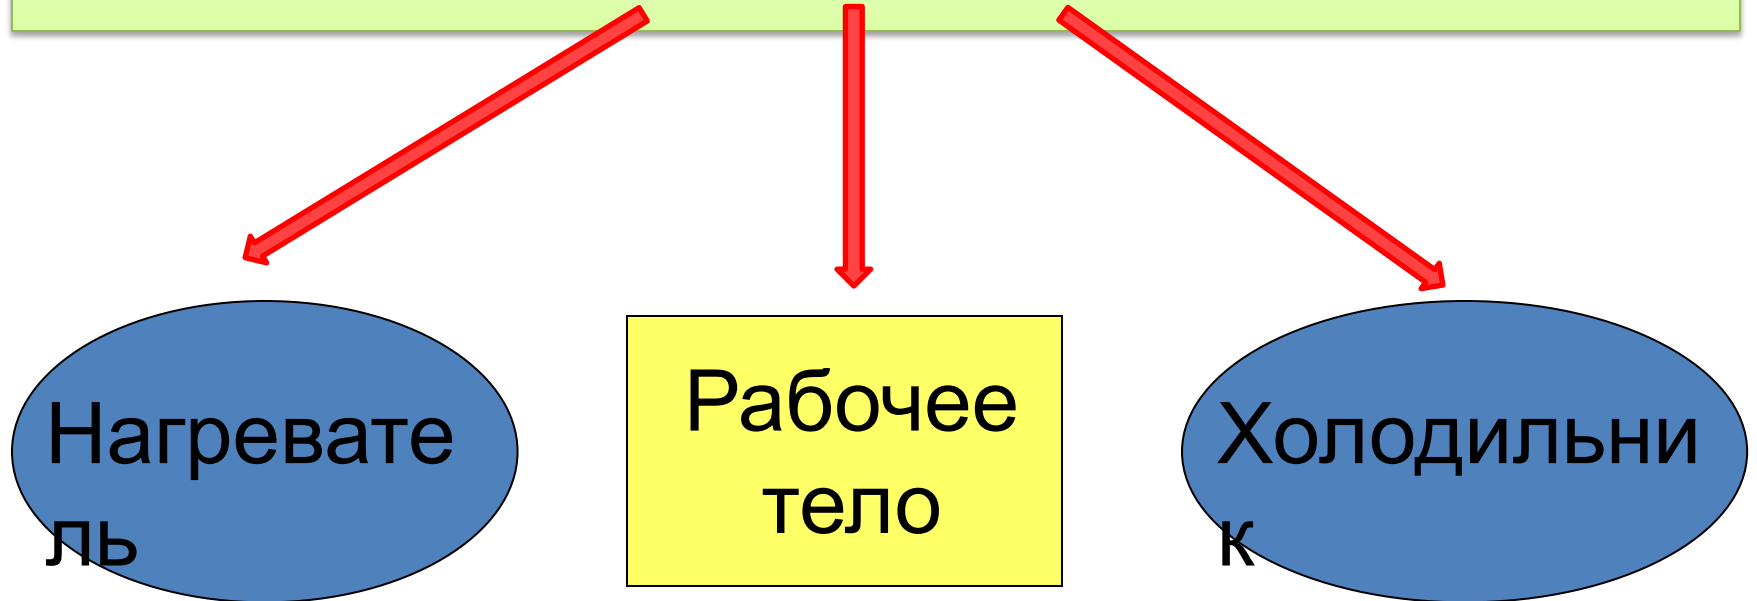 Нагревате
ль
Рабочее
тело
Холодильни
к